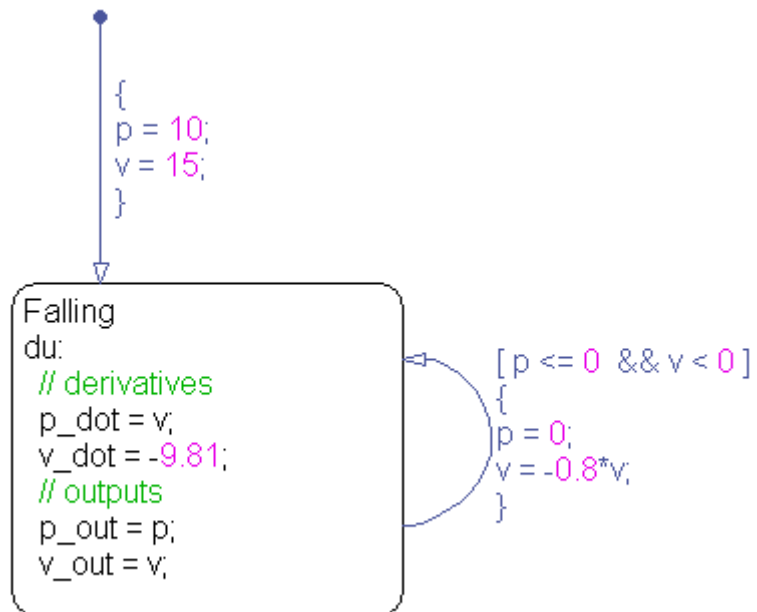 {
p = 10;
v = 15;
}
Falling
du:
// derivatives
p_dot = v;
v_dot = -9.81;
// outputs
p_out = p;
v_out = v;
[ p <= 0 && v < 0 ]
{
p = 0;
v = -0.8*v;
}